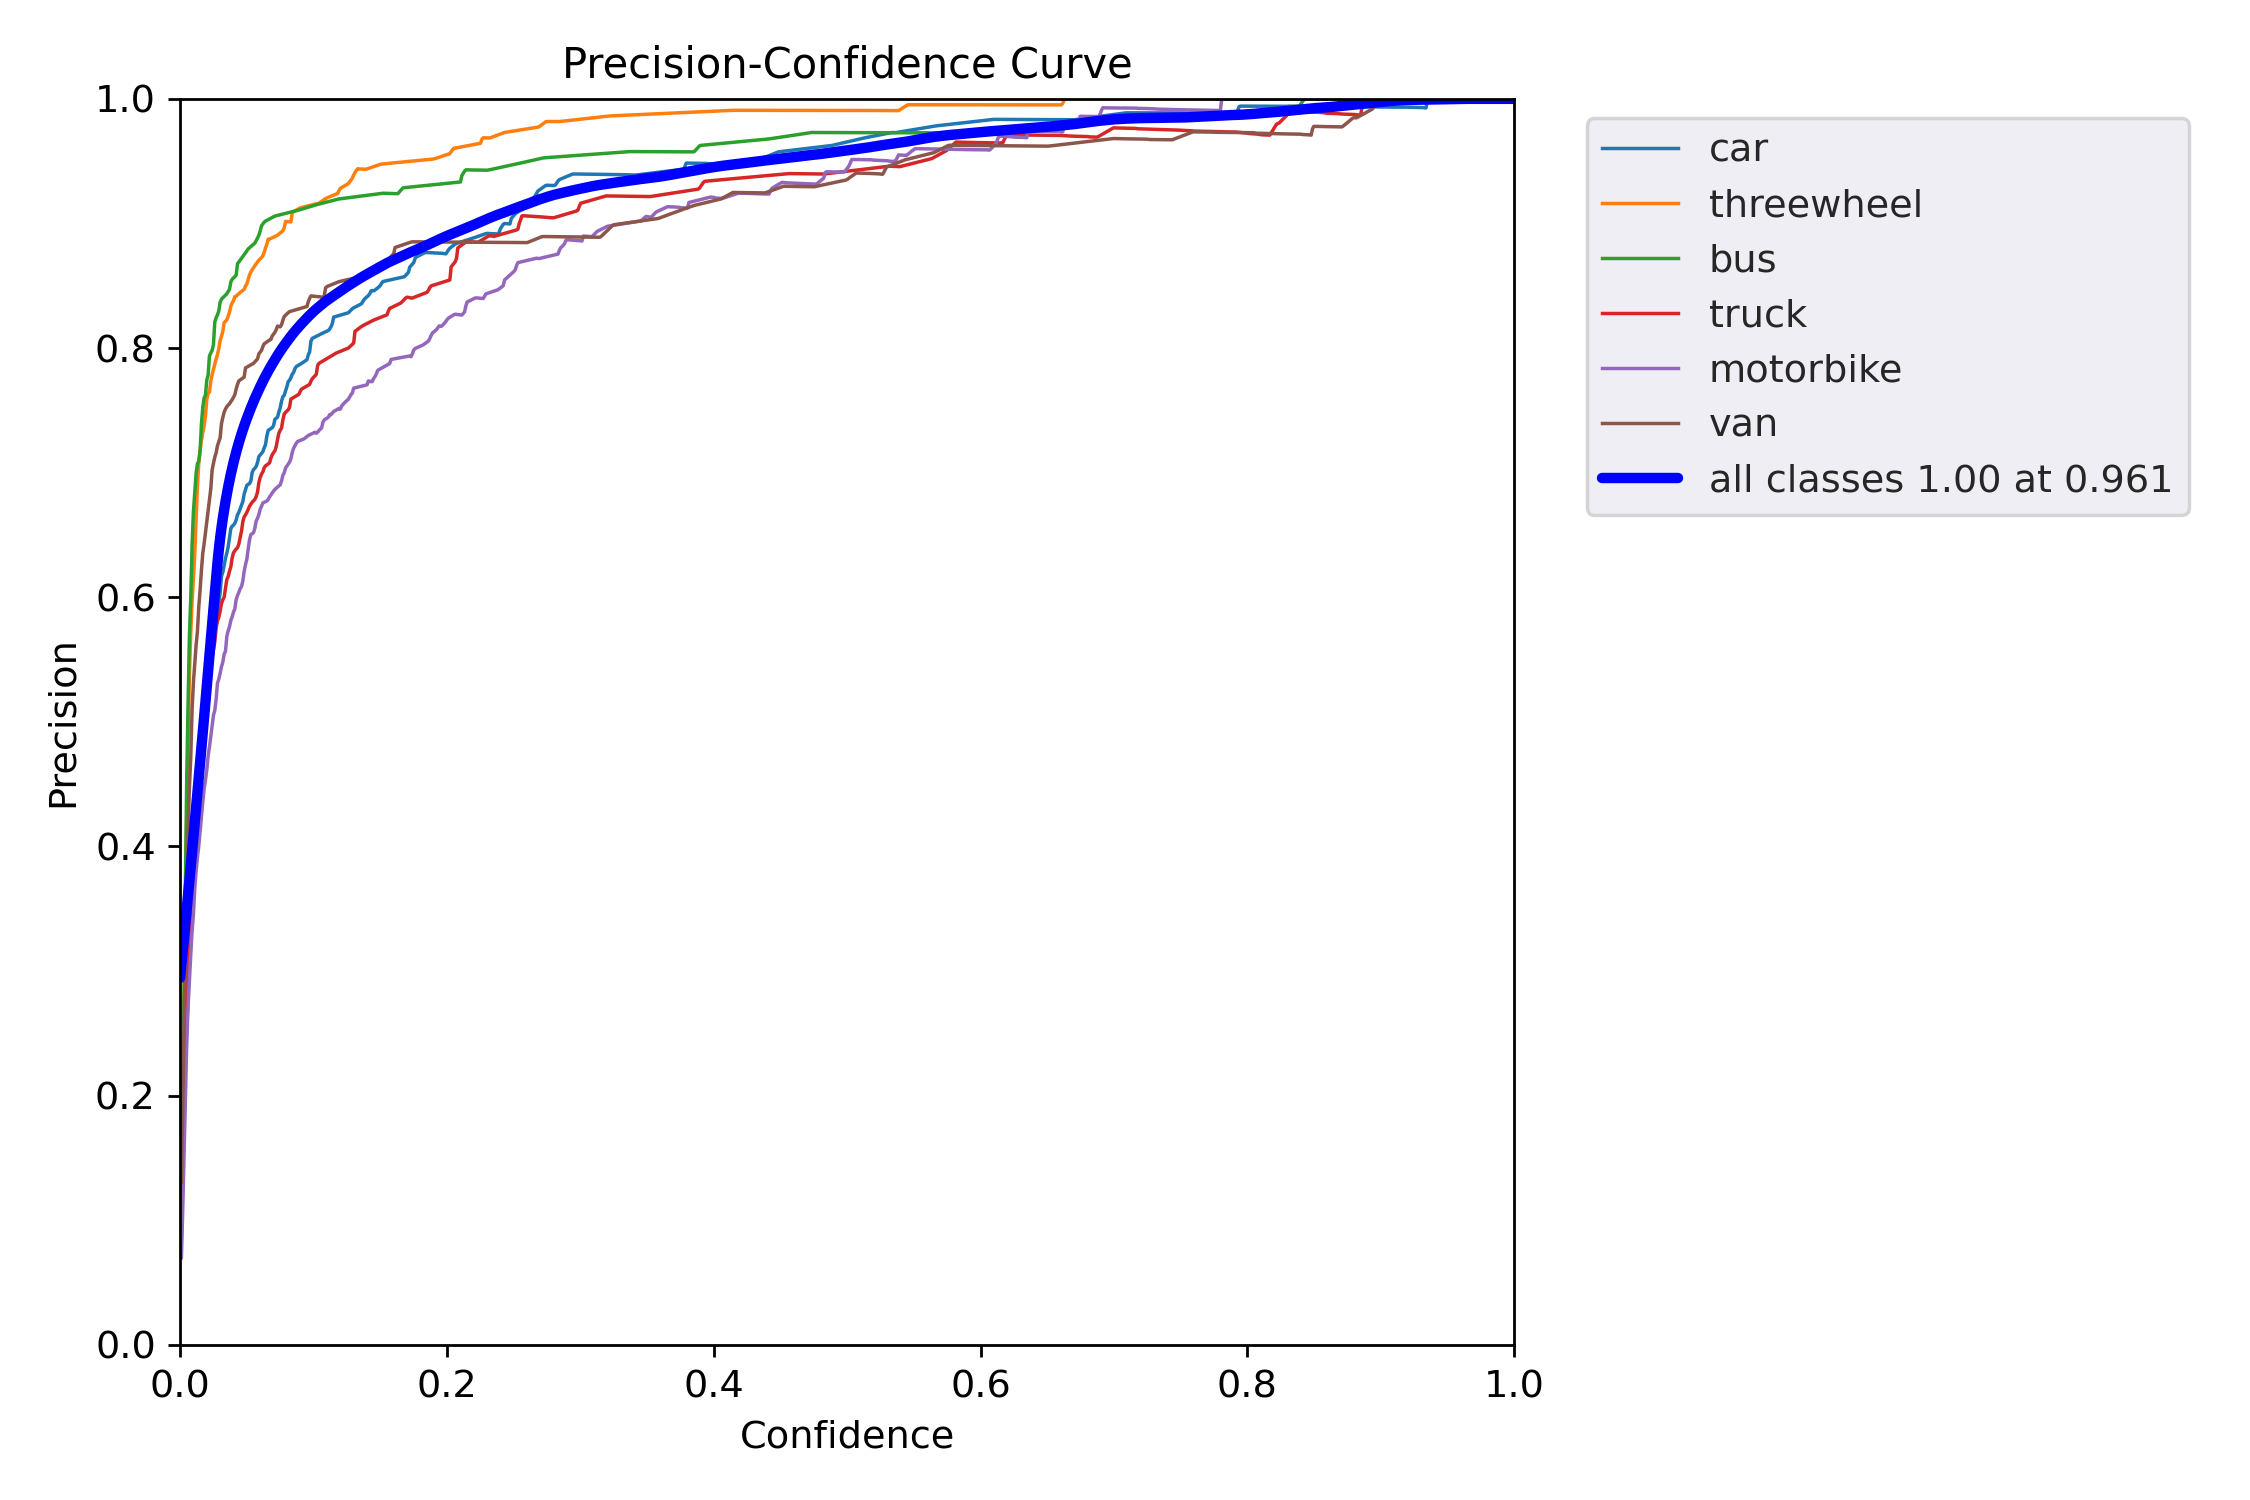 Precision-Confidence Curve
1.0
0.8
0.6
0.4
0.2
0.0
Precision
0.0 0.2 0.4 0.6 0.8 1.0
Confidence
car
threewheel
bus
truck
motorbike
van
all classes 1.00 at 0.961